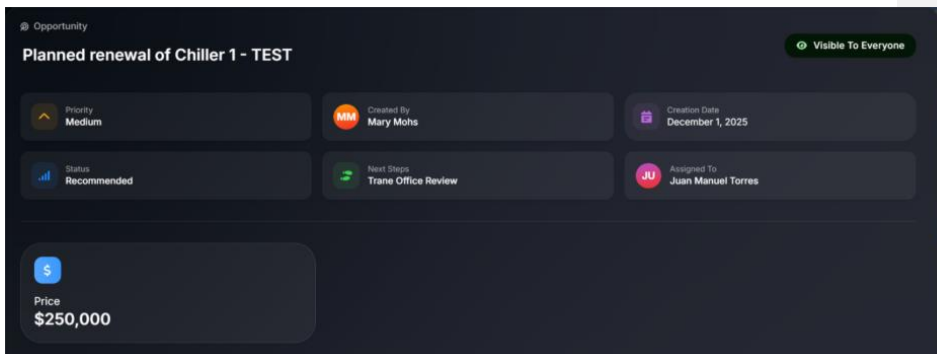 Opportunity
Planned renewal of Chiller 1 - TEST
Visible To Everyone
Priority
Medium
MM
Created By
Mary Mohs
Creation Date
December 1, 2025
Status
Recommended
Next Steps
Trane Office Review
JU
Assigned To
Juan Manuel Torres
$
Price
$250,000